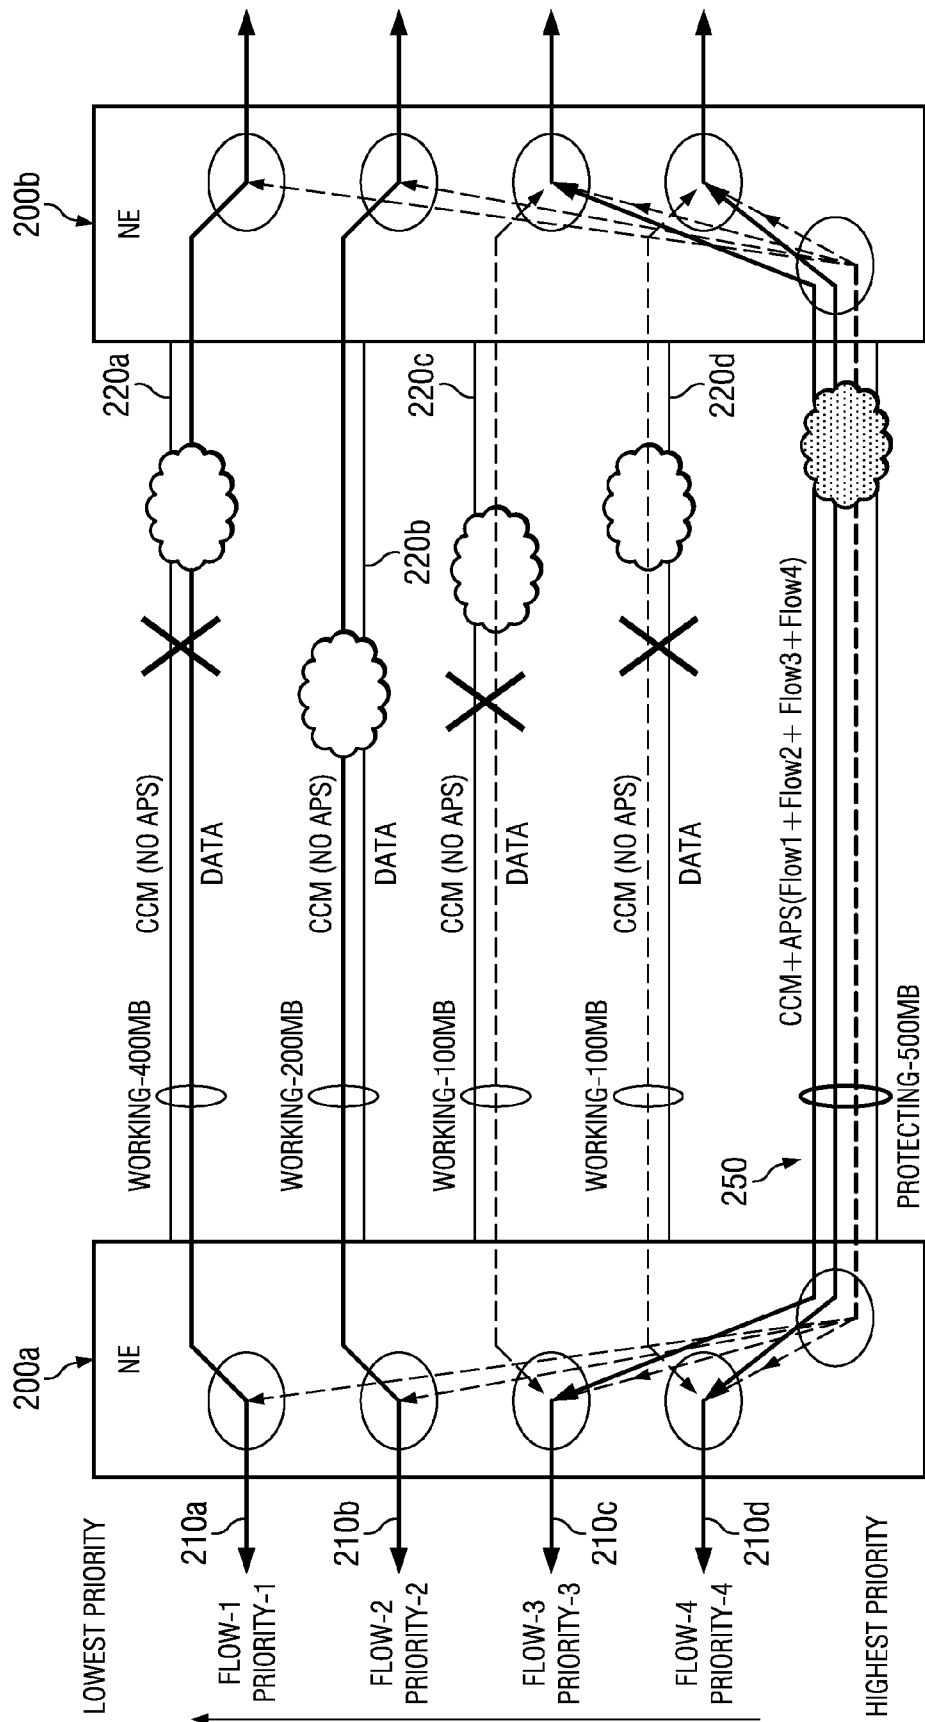 LOWEST PRIORITY
FLOW-1
PRIORITY-1
210a
FLOW-2
PRIORITY-2
210b
FLOW-3
PRIORITY-3
210c
FLOW-4
PRIORITY-4
210d
HIGHEST PRIORITY
200a
NE
WORKING-400MB
CCM (NO APS)
DATA
220a
WORKING-200MB
CCM (NO APS)
DATA
220b
WORKING-100MB
CCM (NO APS)
DATA
220c
WORKING-100MB
CCM (NO APS)
DATA
220d
250
CCM+APS(Flow1+Flow2+ Flow3+Flow4)
PROTECTING-500MB
200b
NE